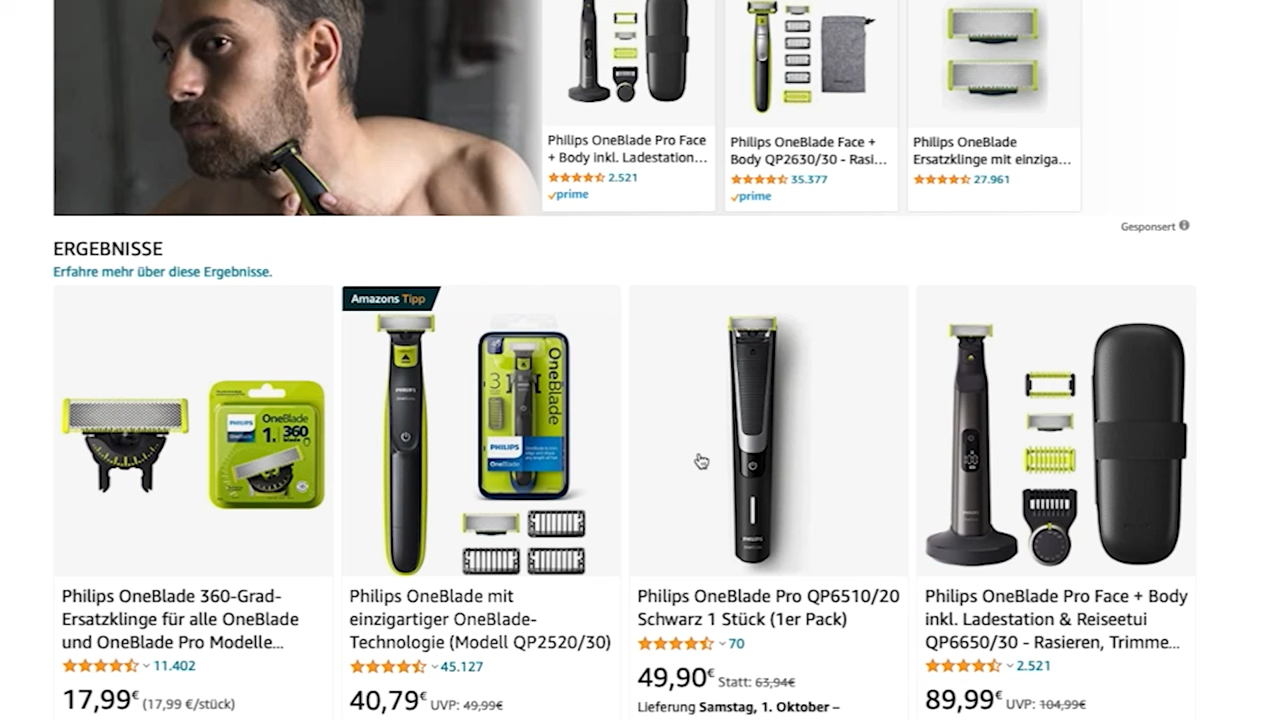 Philips OneBlade Pro Face
+ Body inkl. Ladestation...
2.521
prime
Philips OneBlade Face +
Body QP2630/30 - Rasi...
35.377
prime
Philips OneBlade
Ersatzklinge mit einziga...
27.961
Gesponsert
ERGEBNISSE
Erfahre mehr über diese Ergebnisse.
PHILIPS
OneBlade
1. 360
Amazons Tipp
PHILIPS
3
OneBlade
PHILIPS
OneBlade
PHILIPS
Philips OneBlade 360-Grad-
Ersatzklinge für alle OneBlade
und OneBlade Pro Modelle...
11.402
17,99€ (17,99 €/stück)
Philips OneBlade mit
einzigartiger OneBlade-
Technologie (Modell QP2520/30)
45.127
40,79€ UVP: 49,99€
Philips OneBlade Pro QP6510/20
Schwarz 1 Stück (1er Pack)
70
49,90€ Statt: 63,94€
Lieferung Samstag, 1. Oktober –
Philips OneBlade Pro Face + Body
inkl. Ladestation & Reiseetui
QP6650/30 - Rasieren, Trimme...
2.521
89,99€ UVP: 104,99€